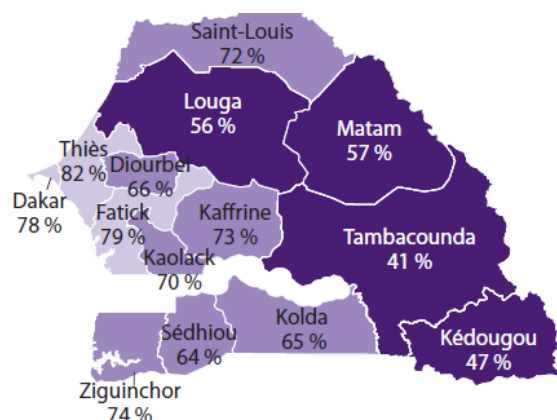 Saint-Louis
72 %
Louga
56 %
Matam
57 %
Thiès
82 %
Diourbel
66 %
Dakar
78 %
Fatick
79 %
Kaffrine
73 %
Kaolack
70 %
Tambacounda
41 %
Sédhiou
64 %
Kolda
65 %
Kédougou
47 %
Ziguinchor
74 %